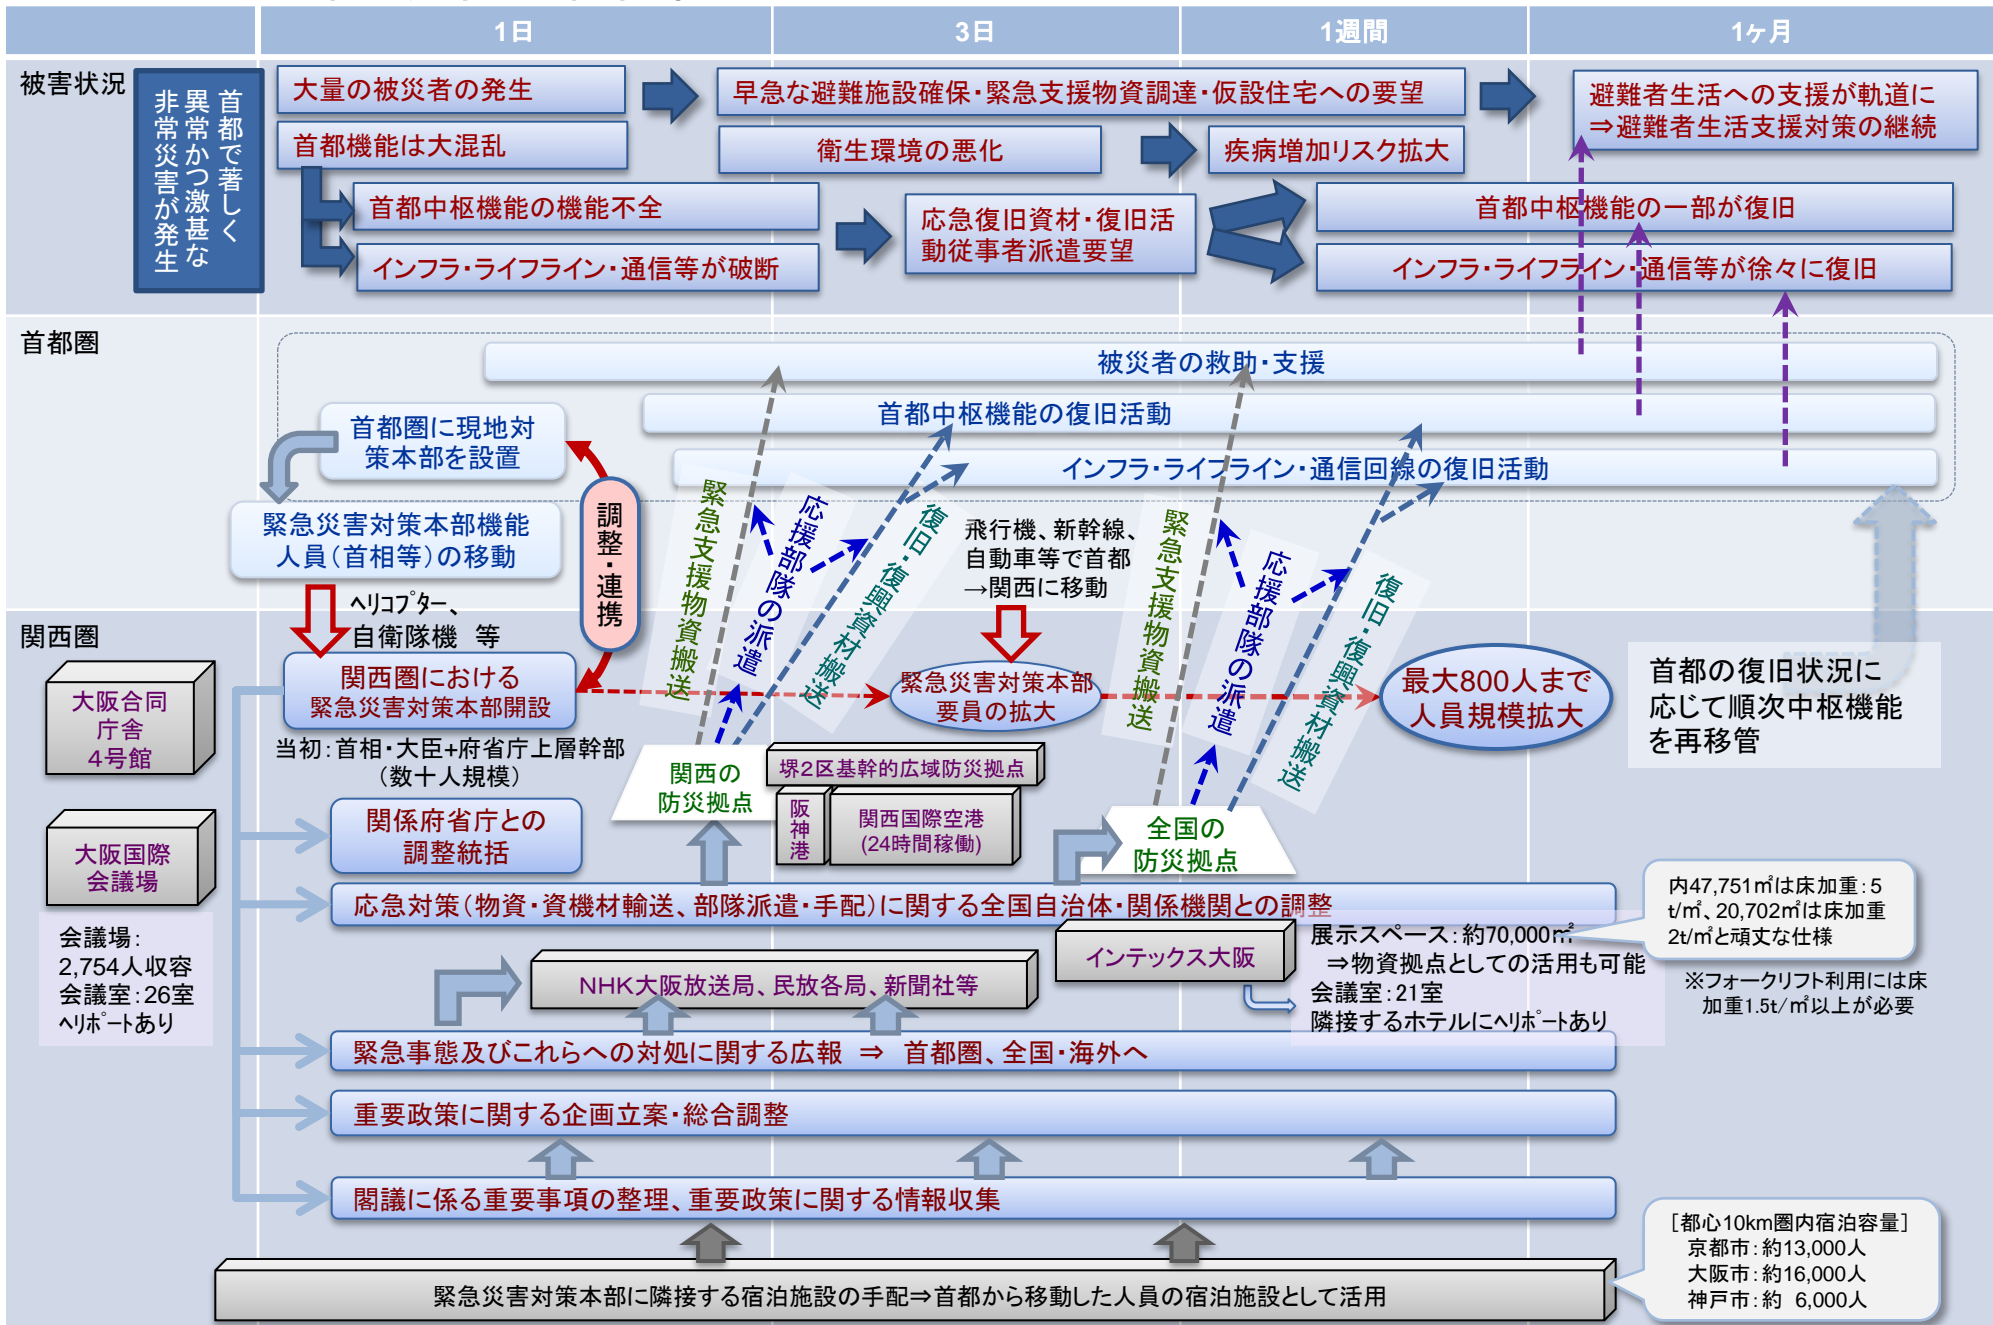 1日
3日
1週間
1ヶ月
被害状況
首都で著しく
異常かつ激甚な
非常災害が発生
大量の被災者の発生
早急な避難施設確保・緊急支援物資調達・仮設住宅への要望
避難者生活への支援が軌道に
⇒避難者生活支援対策の継続
首都機能は大混乱
衛生環境の悪化
疾病増加リスク拡大
首都中枢機能の機能不全
応急復旧資材・復旧活
動従事者派遣要望
首都中枢機能の一部が復旧
インフラ・ライフライン・通信等が破断
インフラ・ライフライン・通信等が徐々に復旧
首都圏
被災者の救助・支援
首都中枢機能の復旧活動
インフラ・ライフライン・通信回線の復旧活動
首都圏に現地対
策本部を設置
緊急災害対策本部機能
人員（首相等）の移動
調整・連携
緊急支援物資搬送
応援部隊の派遣
復旧・復興資材搬送
飛行機、新幹線、
自動車等で首都
→関西に移動
緊急支援物資搬送
応援部隊の派遣
復旧・復興資材搬送
ﾍﾘｺﾌﾟﾀｰ、
自衛隊機 等
関西圏
大阪合同
庁舎
4号館
関西圏における
緊急災害対策本部開設
緊急災害対策本部
要員の拡大
最大800人まで
人員規模拡大
首都の復旧状況に
応じて順次中枢機能
を再移管
当初：首相・大臣+府省庁上層幹部
（数十人規模）
関西の
防災拠点
堺２区基幹的広域防災拠点
阪神港
関西国際空港
(24時間稼働)
全国の
防災拠点
大阪国際
会議場
関係府省庁との
調整統括
会議場：
2,754人収容
会議室：26室
ﾍﾘﾎﾟｰﾄあり
応急対策（物資・資機材輸送、部隊派遣・手配）に関する全国自治体・関係機関との調整
内47,751㎡は床加重：5
t/㎡、20,702㎡は床加重
2t/㎡と頑丈な仕様
インテックス大阪
展示スペース：約70,000㎡
⇒物資拠点としての活用も可能
会議室：21室
隣接するホテルにﾍﾘﾎﾟｰﾄあり
※フォークリフト利用には床
加重1.5t/㎡以上が必要
ＮＨＫ大阪放送局、民放各局、新聞社等
緊急事態及びこれらへの対処に関する広報 ⇒ 首都圏、全国・海外へ
重要政策に関する企画立案・総合調整
閣議に係る重要事項の整理、重要政策に関する情報収集
緊急災害対策本部に隣接する宿泊施設の手配⇒首都から移動した人員の宿泊施設として活用
［都心10km圏内宿泊容量］
京都市：約13,000人
大阪市：約16,000人
神戸市：約 6,000人